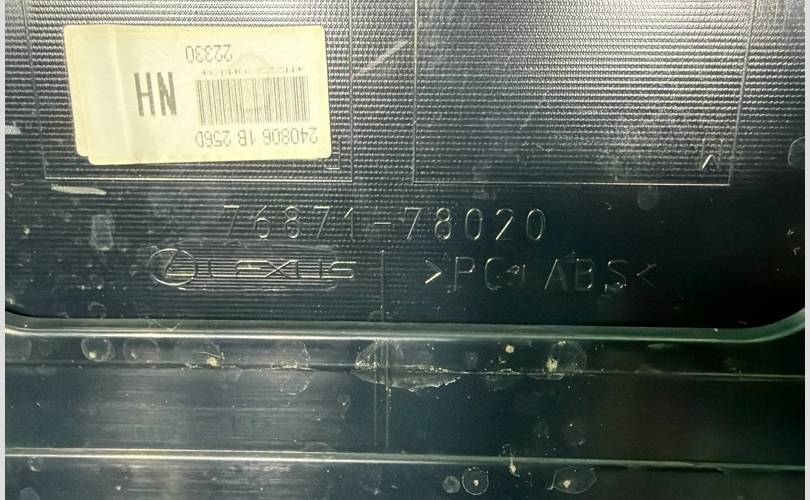 22330
HN
240806 1B 256D
76871-78020
LEXUS
>PC+ABS<